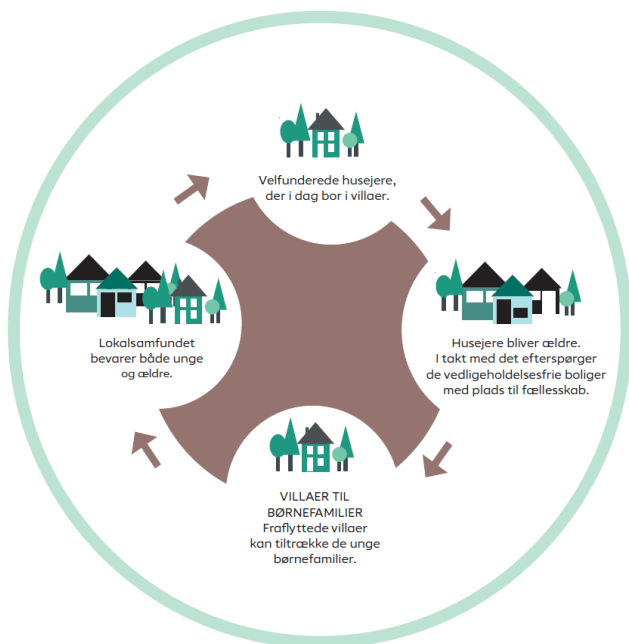 Velfunderede husejere,
der i dag bor i villaer.
Husejere bliver ældre.
I takt med det efterspørger
de vedligeholdelsesfrie boliger
med plads til fællesskab.
VILLAER TIL
BØRNEFAMILIER
Fraflyttede villaer
kan tiltrække de unge
børnefamilier.
Lokalsamfundet
bevarer både unge
og ældre.